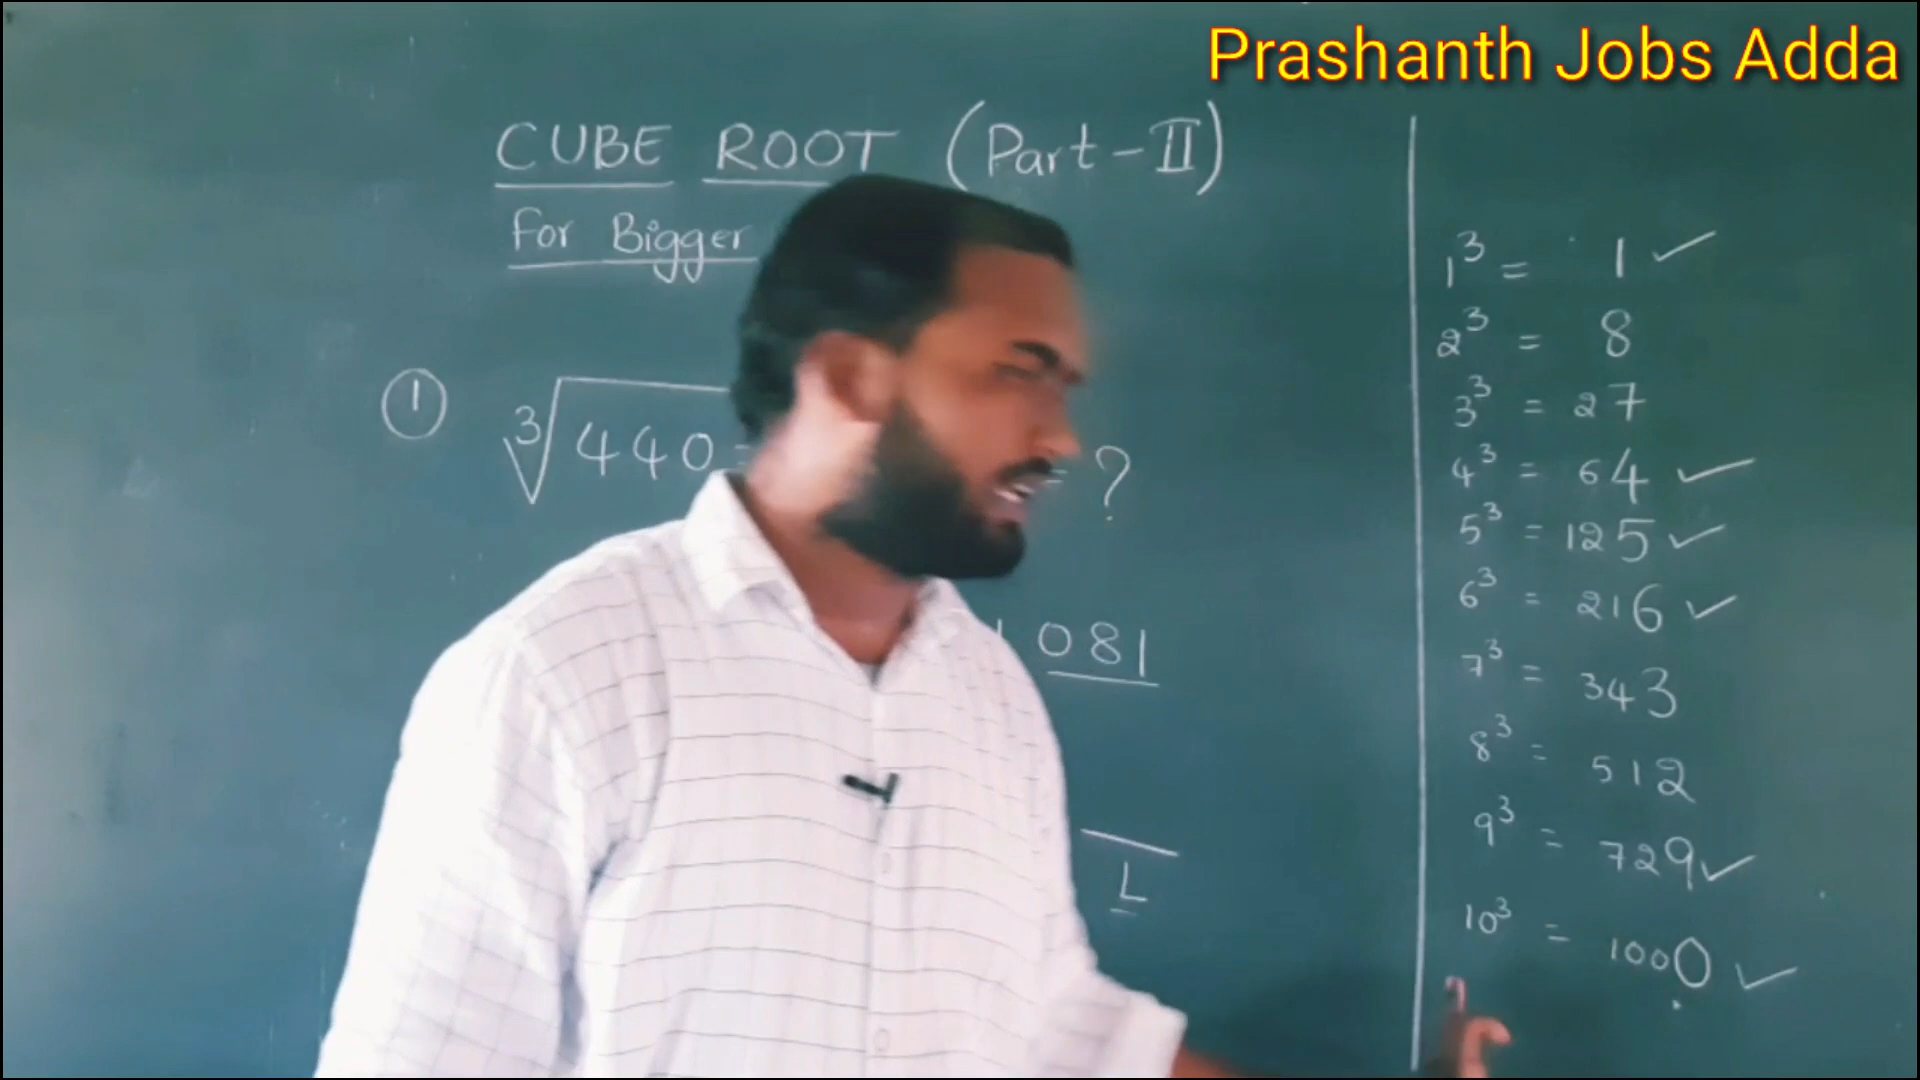 Prashanth Jobs Adda
CUBE ROOT (Part-II)
For Bigger
① ∛440 = ?
081
L
1³ = 1 ✓
2³ = 8
3³ = 27
4³ = 64 ✓
5³ = 125 ✓
6³ = 216 ✓
7³ = 343
8³ = 512
9³ = 729 ✓
10³ = 1000 ✓